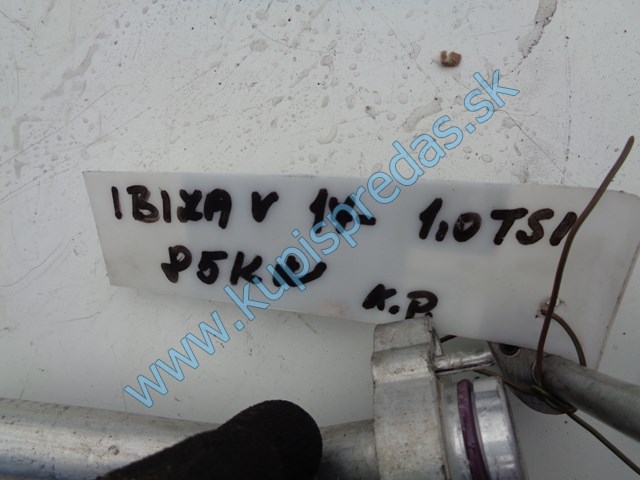 IBIZA V 1.0 TSI
K.P.
www.kupispredas.sk